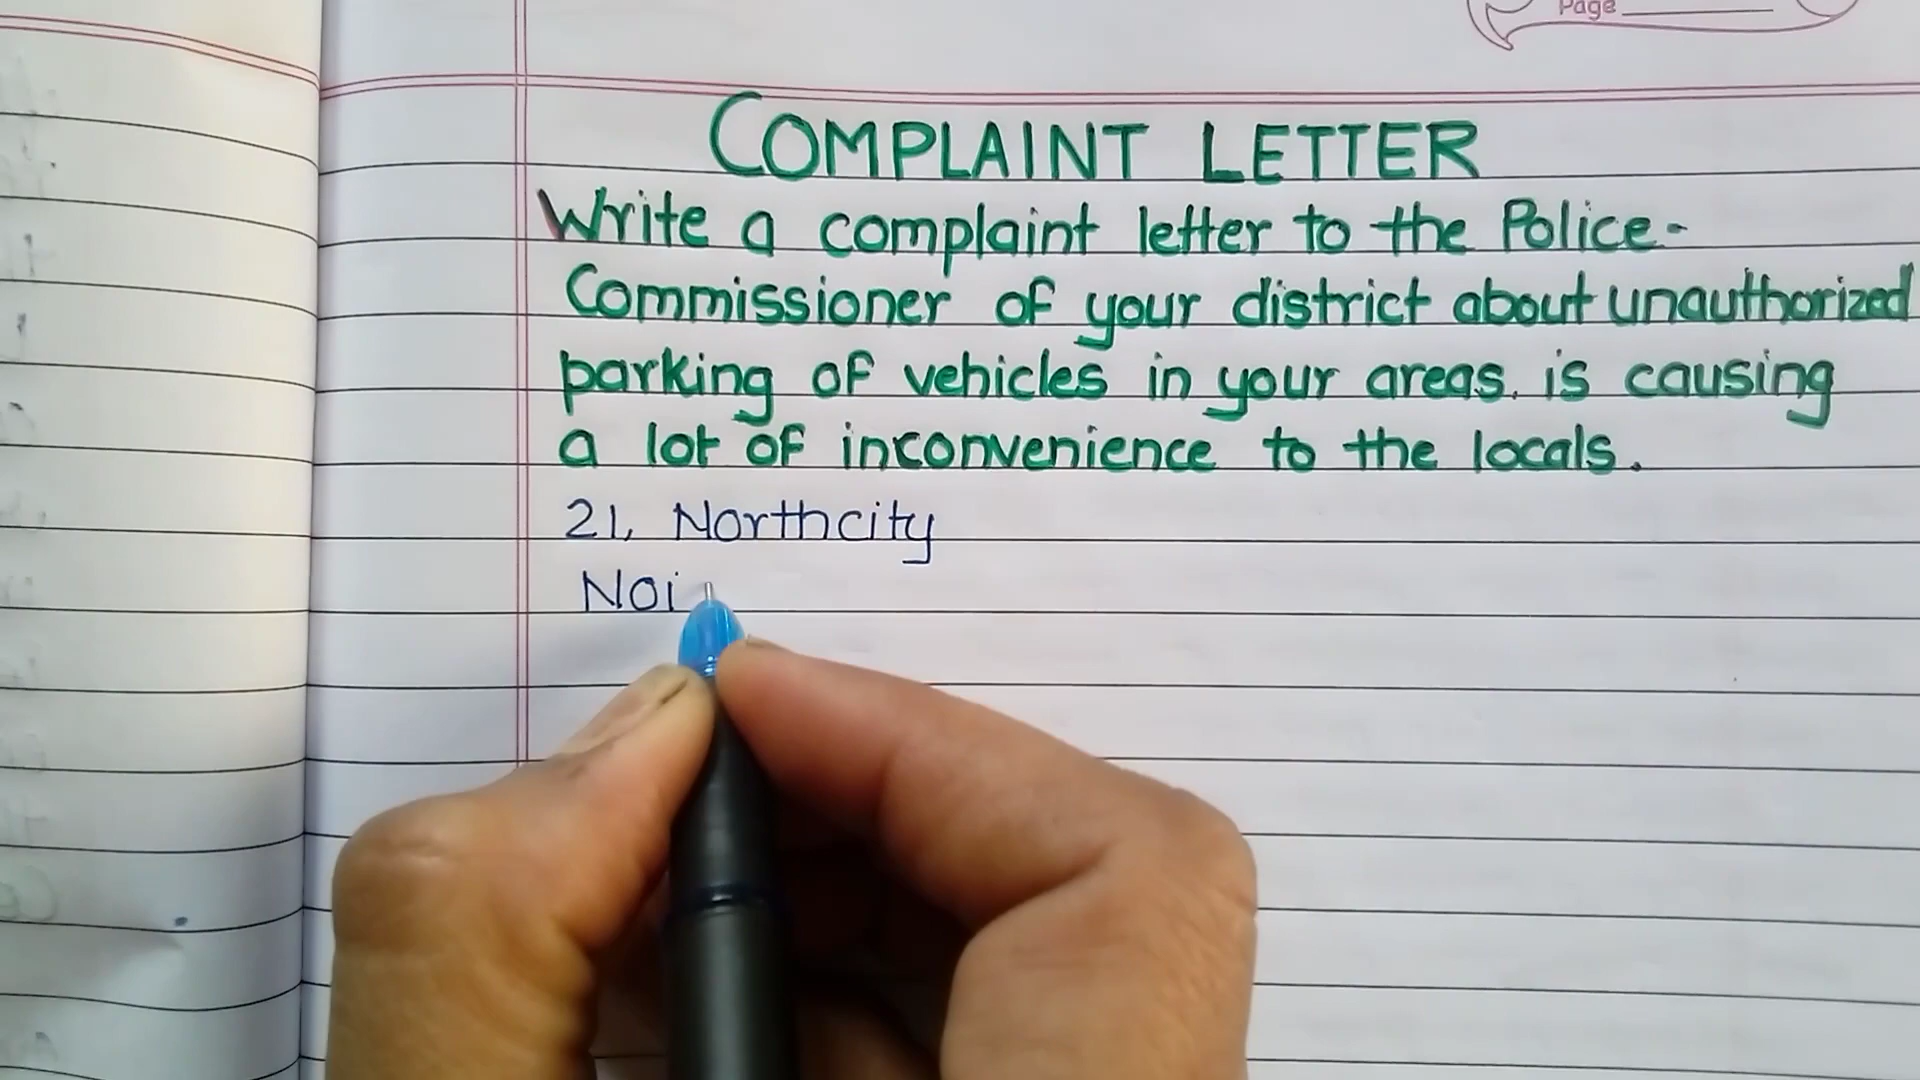 Page
COMPLAINT LETTER
Write a complaint letter to the Police-
Commissioner of your district about unauthorized
parking of vehicles in your areas. is causing
a lot of inconvenience to the locals.
21, Northcity
Noi